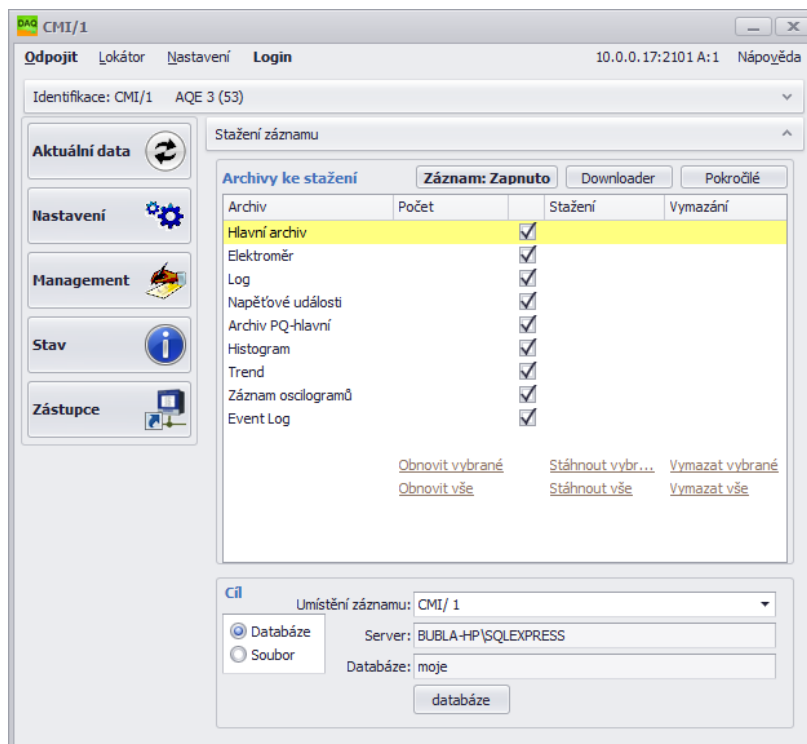 DAQ CMI/1
Odpojit Lokátor Nastavení Login 10.0.0.17:2101 A:1 Nápověda
Identifikace: CMI/1 AQE 3 (53)
Aktuální data
Nastavení
Management
Stav
Zástupce
Stažení záznamu
Archivy ke stažení Záznam: Zapnuto Downloader Pokročilé
Archiv Počet Stažení Vymazání
Hlavní archiv
Elektroměr
Log
Napěťové události
Archiv PQ-hlavní
Histogram
Trend
Záznam oscilogramů
Event Log
Obnovit vybrané Stáhnout vybr... Vymazat vybrané
Obnovit vše Stáhnout vše Vymazat vše
Cíl
Umístění záznamu: CMI/ 1
Databáze Server: BUBLA-HP\SQLEXPRESS
Soubor Databáze: moje
databáze